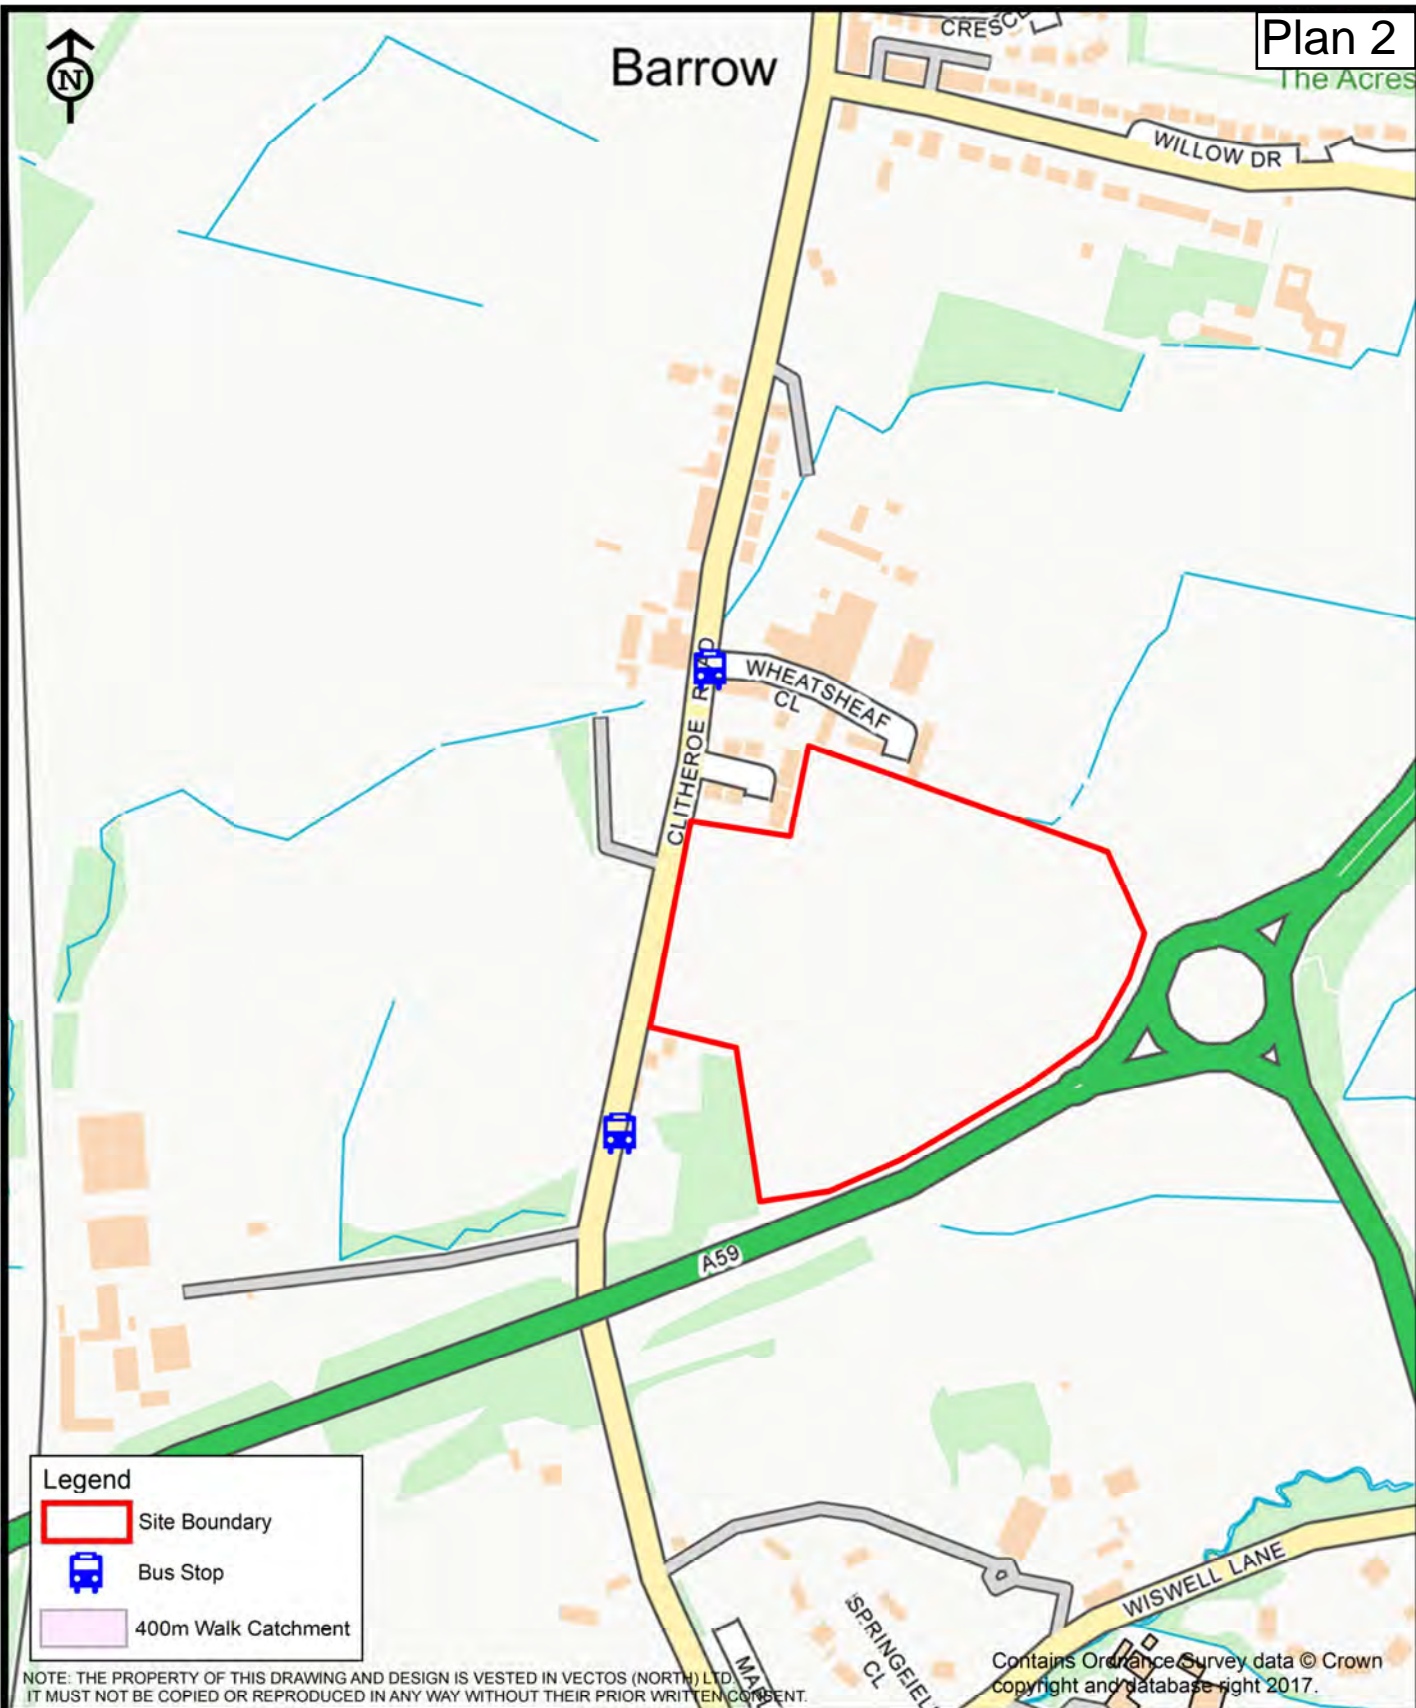 Plan 2
N
Barrow
The Acres
WILLOW DR
CLITHEROE ROAD
WHEATSHEAF
CL
A59
WISWELL LANE
CL
Legend
Site Boundary
Bus Stop
400m Walk Catchment
NOTE: THE PROPERTY OF THIS DRAWING AND DESIGN IS VESTED IN VECTOS (NORTH) LTD
IT MUST NOT BE COPIED OR REPRODUCED IN ANY WAY WITHOUT THEIR PRIOR WRITTEN CONSENT.
Contains Ordnance Survey data © Crown
copyright and database right 2017.